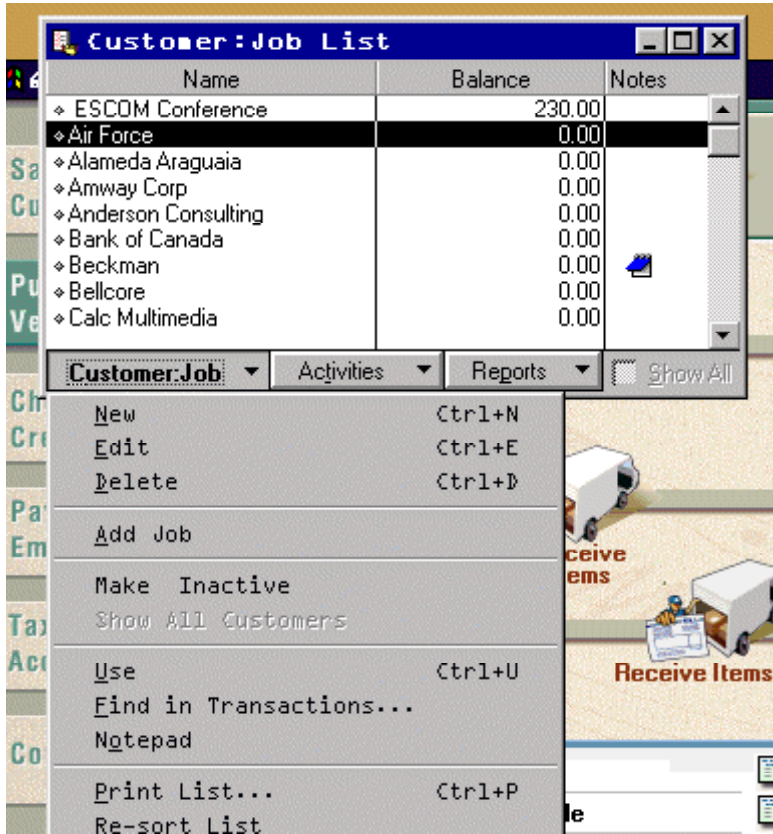 Customer:Job List
Name Balance Notes
ESCOM Conference 230.00
Air Force 0.00
Alameda Araguaia 0.00
Amway Corp 0.00
Anderson Consulting 0.00
Bank of Canada 0.00
Beckman 0.00
Bellcore 0.00
Calc Multimedia 0.00
Customer:Job Activities Reports Show All
New Ctrl+N
Edit Ctrl+E
Delete Ctrl+D
Add Job
Make Inactive
Show All Customers
Use Ctrl+U
Find in Transactions...
Notepad
Print List... Ctrl+P
Re-sort List
Receive Items